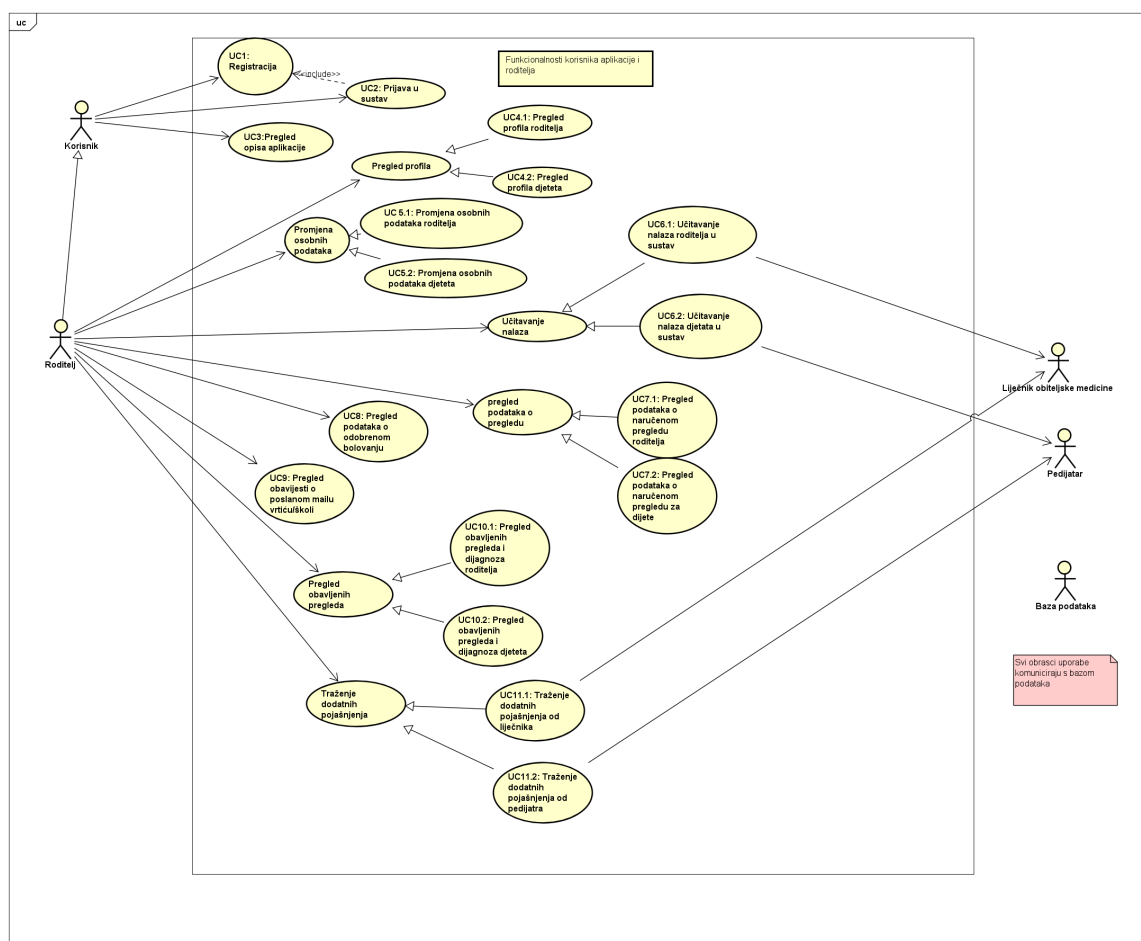 uc
UC1:
Registracija
<<include>>
UC2: Prijava u
sustav
UC3:Pregled
opisa aplikacije
Funkcionalnosti korisnika aplikacije i
roditelja
Korisnik
UC4.1: Pregled
profila roditelja
Pregled profila
UC4.2: Pregled
profila djeteta
UC 5.1: Promjena osobnih
podataka roditelja
Promjena
osobnih
podataka
UC5.2: Promjena osobnih
podataka djeteta
UC6.1: Učitavanje
nalaza roditelja u
sustav
Učitavanje
nalaza
UC6.2: Učitavanje
nalaza djetata u
sustav
Roditelj
Liječnik obiteljske medicine
pregled
podataka o
pregledu
UC7.1: Pregled
podataka o
naručenom
pregledu
roditelja
UC8: Pregled
podataka o
odobrenom
bolovanju
Pedijatar
UC9: Pregled
obavijesti o
poslanom mailu
vrtiću/školi
UC7.2: Pregled
podataka o
naručenom
pregledu za
dijete
UC10.1: Pregled
obavljenih
pregleda i
dijagnoza
roditelja
Pregled
obavljenih
pregleda
UC10.2: Pregled
obavljenih
pregleda i
dijagnoza djeteta
Baza podataka
Svi obrasci uporabe
komuniciraju s bazom
podataka
Traženje
dodatnih
pojašnjenja
UC11.1: Traženje
dodatnih
pojašnjenja od
liječnika
UC11.2: Traženje
dodatnih
pojašnjenja od
pedijatra